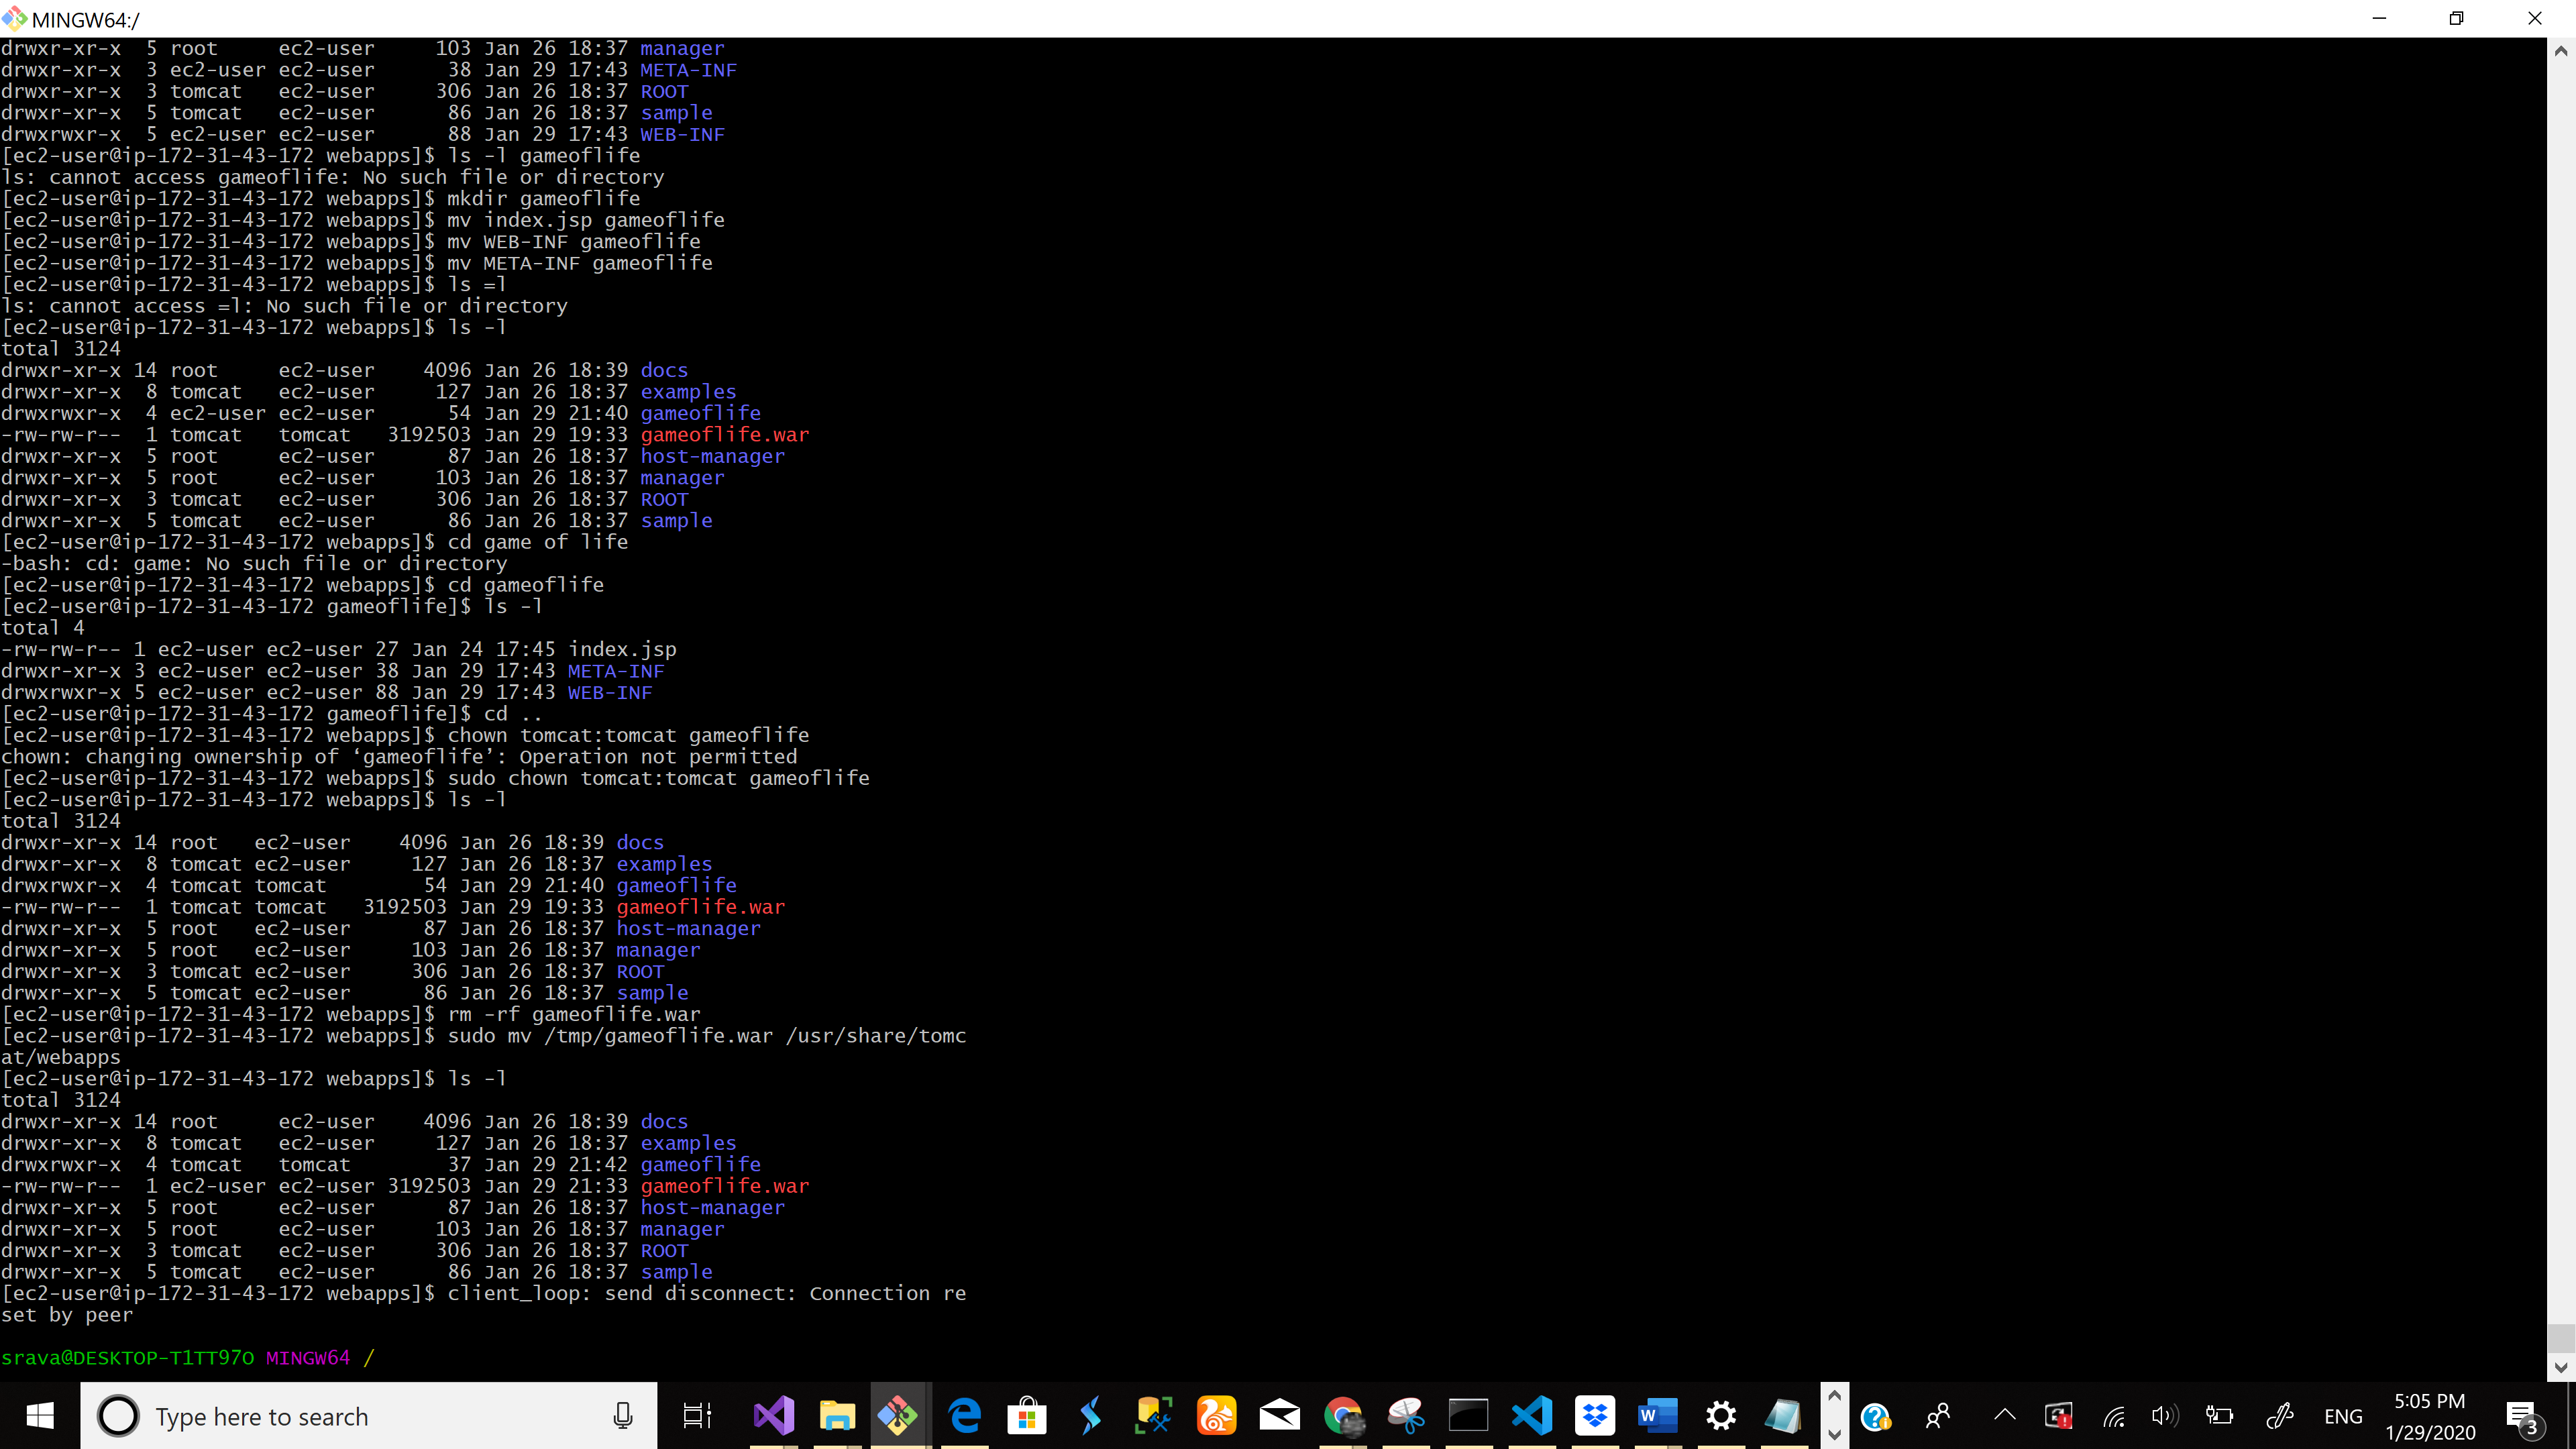 MINGW64:/
drwxr-xr-x  5 root     ec2-user     103 Jan 26 18:37 manager
drwxr-xr-x  3 ec2-user ec2-user      38 Jan 29 17:43 META-INF
drwxr-xr-x  3 tomcat   ec2-user     306 Jan 26 18:37 ROOT
drwxr-xr-x  5 tomcat   ec2-user      86 Jan 26 18:37 sample
drwxrwxr-x  5 ec2-user ec2-user      88 Jan 29 17:43 WEB-INF
[ec2-user@ip-172-31-43-172 webapps]$ ls -l gameoflife
ls: cannot access gameoflife: No such file or directory
[ec2-user@ip-172-31-43-172 webapps]$ mkdir gameoflife
[ec2-user@ip-172-31-43-172 webapps]$ mv index.jsp gameoflife
[ec2-user@ip-172-31-43-172 webapps]$ mv WEB-INF gameoflife
[ec2-user@ip-172-31-43-172 webapps]$ mv META-INF gameoflife
[ec2-user@ip-172-31-43-172 webapps]$ ls =l
ls: cannot access =l: No such file or directory
[ec2-user@ip-172-31-43-172 webapps]$ ls -l
total 3124
drwxr-xr-x 14 root     ec2-user    4096 Jan 26 18:39 docs
drwxr-xr-x  8 tomcat   ec2-user     127 Jan 26 18:37 examples
drwxrwxr-x  4 ec2-user ec2-user      54 Jan 29 21:40 gameoflife
-rw-rw-r--  1 tomcat   tomcat   3192503 Jan 29 19:33 gameoflife.war
drwxr-xr-x  5 root     ec2-user      87 Jan 26 18:37 host-manager
drwxr-xr-x  5 root     ec2-user     103 Jan 26 18:37 manager
drwxr-xr-x  3 tomcat   ec2-user     306 Jan 26 18:37 ROOT
drwxr-xr-x  5 tomcat   ec2-user      86 Jan 26 18:37 sample
[ec2-user@ip-172-31-43-172 webapps]$ cd game of life
-bash: cd: game: No such file or directory
[ec2-user@ip-172-31-43-172 webapps]$ cd gameoflife
[ec2-user@ip-172-31-43-172 gameoflife]$ ls -l
total 4
-rw-rw-r-- 1 ec2-user ec2-user 27 Jan 24 17:45 index.jsp
drwxr-xr-x 3 ec2-user ec2-user 38 Jan 29 17:43 META-INF
drwxrwxr-x 5 ec2-user ec2-user 88 Jan 29 17:43 WEB-INF
[ec2-user@ip-172-31-43-172 gameoflife]$ cd ..
[ec2-user@ip-172-31-43-172 webapps]$ chown tomcat:tomcat gameoflife
chown: changing ownership of ‘gameoflife’: Operation not permitted
[ec2-user@ip-172-31-43-172 webapps]$ sudo chown tomcat:tomcat gameoflife
[ec2-user@ip-172-31-43-172 webapps]$ ls -l
total 3124
drwxr-xr-x 14 root   ec2-user    4096 Jan 26 18:39 docs
drwxr-xr-x  8 tomcat ec2-user     127 Jan 26 18:37 examples
drwxrwxr-x  4 tomcat tomcat        54 Jan 29 21:40 gameoflife
-rw-rw-r--  1 tomcat tomcat   3192503 Jan 29 19:33 gameoflife.war
drwxr-xr-x  5 root   ec2-user      87 Jan 26 18:37 host-manager
drwxr-xr-x  5 root   ec2-user     103 Jan 26 18:37 manager
drwxr-xr-x  3 tomcat ec2-user     306 Jan 26 18:37 ROOT
drwxr-xr-x  5 tomcat ec2-user      86 Jan 26 18:37 sample
[ec2-user@ip-172-31-43-172 webapps]$ rm -rf gameoflife.war
[ec2-user@ip-172-31-43-172 webapps]$ sudo mv /tmp/gameoflife.war /usr/share/tomc
at/webapps
[ec2-user@ip-172-31-43-172 webapps]$ ls -l
total 3124
drwxr-xr-x 14 root     ec2-user    4096 Jan 26 18:39 docs
drwxr-xr-x  8 tomcat   ec2-user     127 Jan 26 18:37 examples
drwxrwxr-x  4 tomcat   tomcat        37 Jan 29 21:42 gameoflife
-rw-rw-r--  1 ec2-user ec2-user 3192503 Jan 29 21:33 gameoflife.war
drwxr-xr-x  5 root     ec2-user      87 Jan 26 18:37 host-manager
drwxr-xr-x  5 root     ec2-user     103 Jan 26 18:37 manager
drwxr-xr-x  3 tomcat   ec2-user     306 Jan 26 18:37 ROOT
drwxr-xr-x  5 tomcat   ec2-user      86 Jan 26 18:37 sample
[ec2-user@ip-172-31-43-172 webapps]$ client_loop: send disconnect: Connection re
set by peer
srava@DESKTOP-T1TT97O MINGW64 /
Type here to search
ENG
5:05 PM
1/29/2020
3